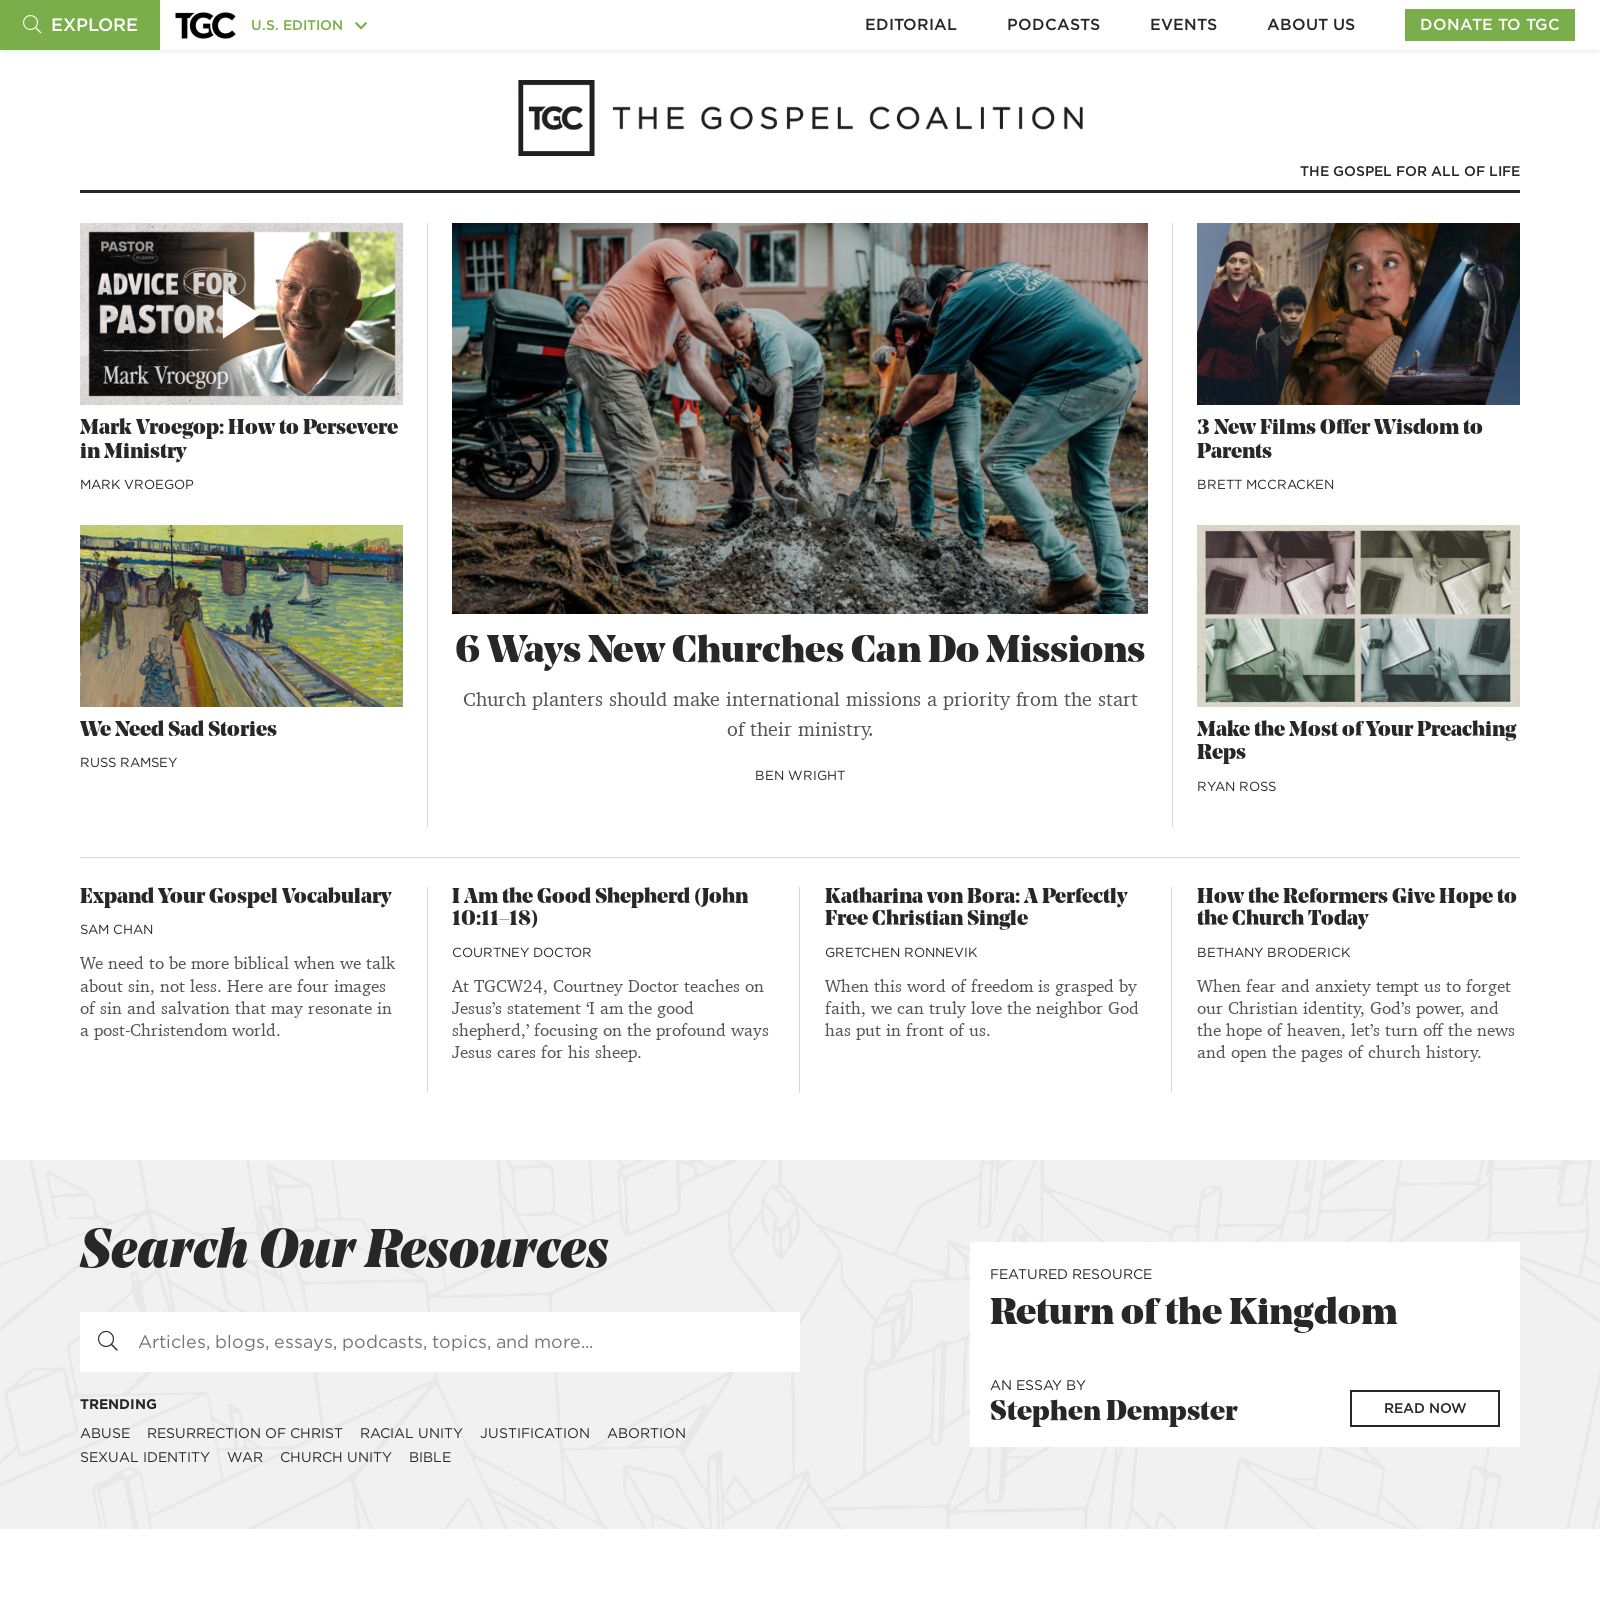 EXPLORE
TGC
U.S. EDITION
EDITORIAL
PODCASTS
EVENTS
ABOUT US
DONATE TO TGC
TGC THE GOSPEL COALITION
THE GOSPEL FOR ALL OF LIFE
PASTOR
ADVICE FOR
PASTORS
Mark Vroegop
Mark Vroegop: How to Persevere
in Ministry
MARK VROEGOP
We Need Sad Stories
RUSS RAMSEY
6 Ways New Churches Can Do Missions
Church planters should make international missions a priority from the start
of their ministry.
BEN WRIGHT
3 New Films Offer Wisdom to
Parents
BRETT MCCRACKEN
Make the Most of Your Preaching
Reps
RYAN ROSS
Expand Your Gospel Vocabulary
SAM CHAN
We need to be more biblical when we talk
about sin, not less. Here are four images
of sin and salvation that may resonate in
a post-Christendom world.
I Am the Good Shepherd (John
10:11–18)
COURTNEY DOCTOR
At TGCW24, Courtney Doctor teaches on
Jesus’s statement ‘I am the good
shepherd,’ focusing on the profound ways
Jesus cares for his sheep.
Katharina von Bora: A Perfectly
Free Christian Single
GRETCHEN RONNEVIK
When this word of freedom is grasped by
faith, we can truly love the neighbor God
has put in front of us.
How the Reformers Give Hope to
the Church Today
BETHANY BRODERICK
When fear and anxiety tempt us to forget
our Christian identity, God’s power, and
the hope of heaven, let’s turn off the news
and open the pages of church history.
Search Our Resources
Articles, blogs, essays, podcasts, topics, and more...
TRENDING
ABUSE RESURRECTION OF CHRIST RACIAL UNITY JUSTIFICATION ABORTION
SEXUAL IDENTITY WAR CHURCH UNITY BIBLE
FEATURED RESOURCE
Return of the Kingdom
AN ESSAY BY
Stephen Dempster
READ NOW